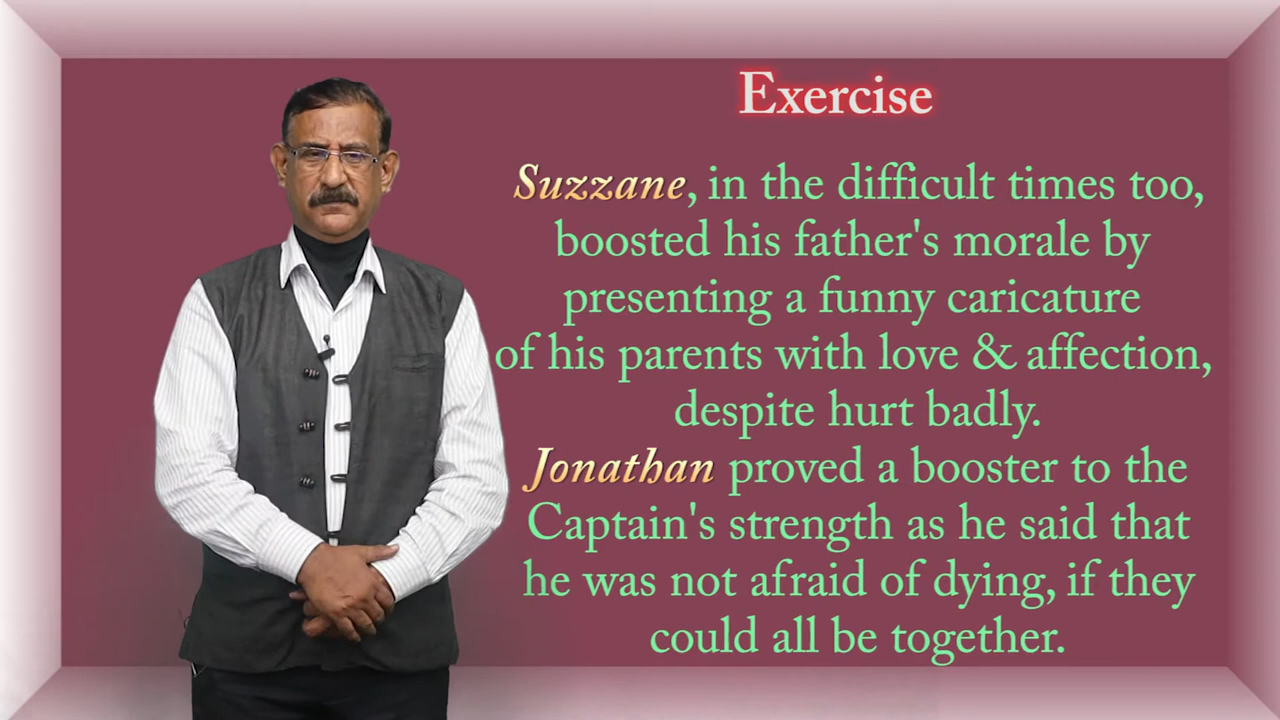 Exercise
Suzzane, in the difficult times too,
boosted his father's morale by
presenting a funny caricature
of his parents with love & affection,
despite hurt badly.
Jonathan proved a booster to the
Captain's strength as he said that
he was not afraid of dying, if they
could all be together.